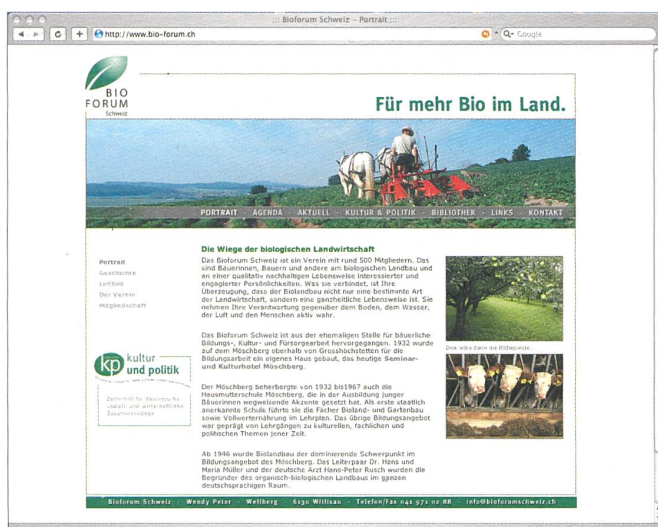 ::: Bioforum Schweiz – Portrait :::
http://www.bio-forum.ch
Google
BIO
FORUM
Schweiz
Für mehr Bio im Land.
PORTRAIT - AGENDA - AKTUELL - KULTUR & POLITIK - BIBLIOTHEK - LINKS - KONTAKT
Portrait
Geschichte
Leitbild
Der Verein
Mitgliedschaft
kp kultur
und politik
Zeitschrift für ökologische,
soziale und wirtschaftliche
Zusammenhänge
Die Wiege der biologischen Landwirtschaft
Das Bioforum Schweiz ist ein Verein mit rund 500 Mitgliedern. Das
sind Bäuerinnen, Bauern und andere am biologischen Landbau und
an einer qualitativ nachhaltigen Lebensweise interessierter und
engagierter Persönlichkeiten. Was sie verbindet, ist ihre
Überzeugung, dass der Biolandbau nicht nur eine bestimmte Art
der Landwirtschaft, sondern eine ganzheitliche Lebensweise ist. Sie
nehmen ihre Verantwortung gegenüber dem Boden, dem Wasser,
der Luft und den Menschen aktiv wahr.
Das Bioforum Schweiz ist aus der ehemaligen Stelle für bäuerliche
Bildungs-, Kultur- und Fürsorgearbeit hervorgegangen. 1932 wurde
auf dem Möschberg oberhalb von Grosshöchstetten für die
Bildungsarbeit ein eigenes Haus gebaut, das heutige Seminar-
und Kulturhotel Möschberg.
Der Möschberg beherbergte von 1932 bis1967 auch die
Hausmutterschule Möschberg, die in der Ausbildung junger
Bäuerinnen wegweisende Akzente gesetzt hat. Als erste staatlich
anerkannte Schule führte sie die Fächer Bioland- und Gartenbau
sowie Vollwerternährung im Lehrplan. Das übrige Bildungsangebot
war geprägt von Lehrgängen zu kulturellen, fachlichen und
politischen Themen jener Zeit.
Ab 1946 wurde Biolandbau der dominierende Schwerpunkt im
Bildungsangebot des Möschberg. Das Leiterpaar Dr. Hans und
Maria Müller und der deutsche Arzt Hans-Peter Rusch wurden die
Begründer des organisch-biologischen Landbaus im ganzen
deutschsprachigen Raum.
Bioforum Schweiz - Wendy Peter - Wellberg - 6130 Willisau - Telefon/Fax 041 971 02 88 - info@bioforumschweiz.ch